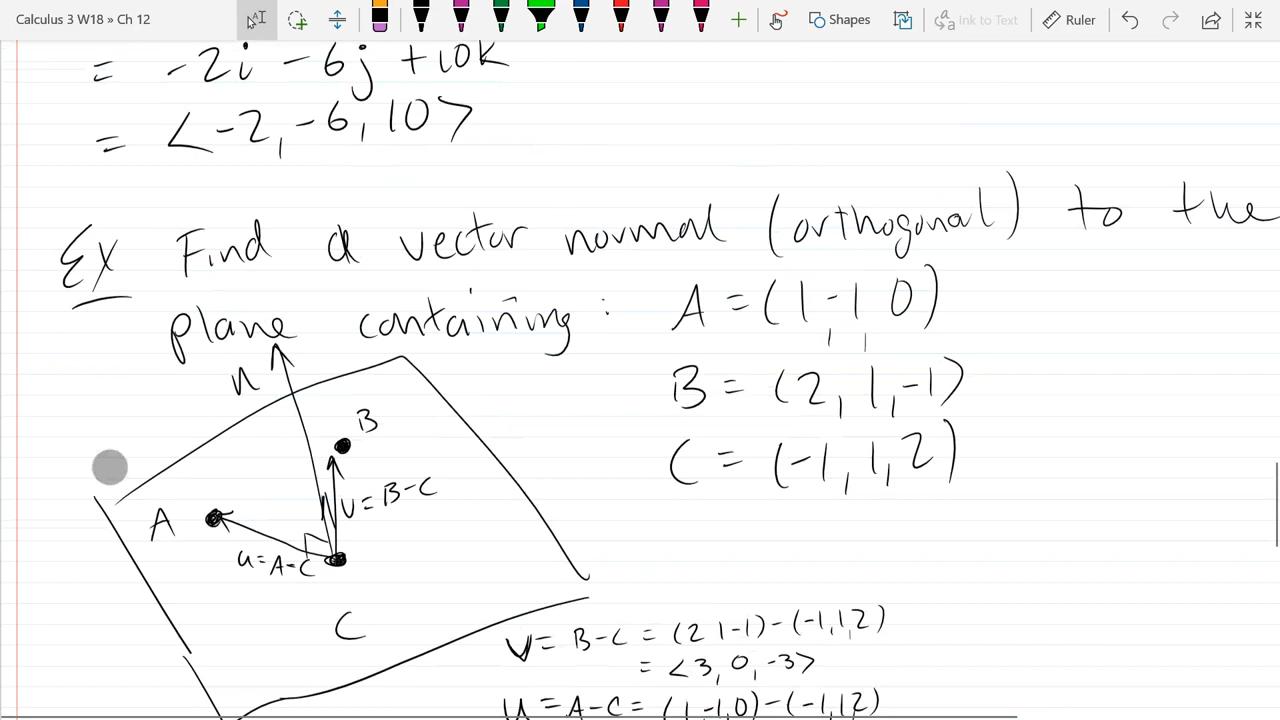 Calculus 3 W18 » Ch 12
Shapes
Ink to Text
Ruler
= -2i - 6j + 10k
= < -2, -6, 10 >
Ex Find a vector normal (orthogonal) to the
plane containing: A = (1, -1, 0)
B = (2, 1, -1)
C = (-1, 1, 2)
n
B
v = B-C
A
u = A-C
C
v = B-C = (2 1 -1) - (-1, 1, 2)
= <3, 0, -3>
u = A-C = (1 -1, 0) - (-1, 1 2)